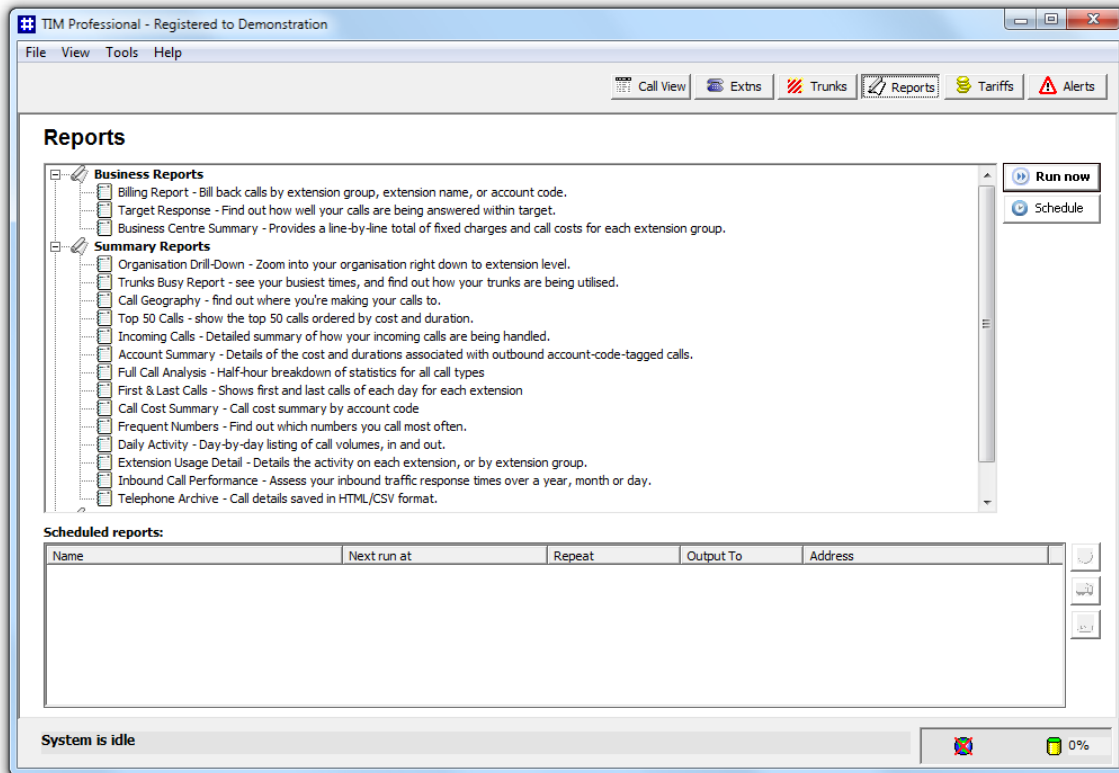 TIM Professional - Registered to Demonstration
File View Tools Help
Call View Extns Trunks Reports Tariffs Alerts
Reports
Run now
Schedule
Business Reports
Billing Report - Bill back calls by extension group, extension name, or account code.
Target Response - Find out how well your calls are being answered within target.
Business Centre Summary - Provides a line-by-line total of fixed charges and call costs for each extension group.
Summary Reports
Organisation Drill-Down - Zoom into your organisation right down to extension level.
Trunks Busy Report - see your busiest times, and find out how your trunks are being utilised.
Call Geography - find out where you're making your calls to.
Top 50 Calls - show the top 50 calls ordered by cost and duration.
Incoming Calls - Detailed summary of how your incoming calls are being handled.
Account Summary - Details of the cost and durations associated with outbound account-code-tagged calls.
Full Call Analysis - Half-hour breakdown of statistics for all call types
First & Last Calls - Shows first and last calls of each day for each extension
Call Cost Summary - Call cost summary by account code
Frequent Numbers - Find out which numbers you call most often.
Daily Activity - Day-by-day listing of call volumes, in and out.
Extension Usage Detail - Details the activity on each extension, or by extension group.
Inbound Call Performance - Assess your inbound traffic response times over a year, month or day.
Telephone Archive - Call details saved in HTML/CSV format.
Scheduled reports:
Name Next run at Repeat Output To Address
System is idle
0%